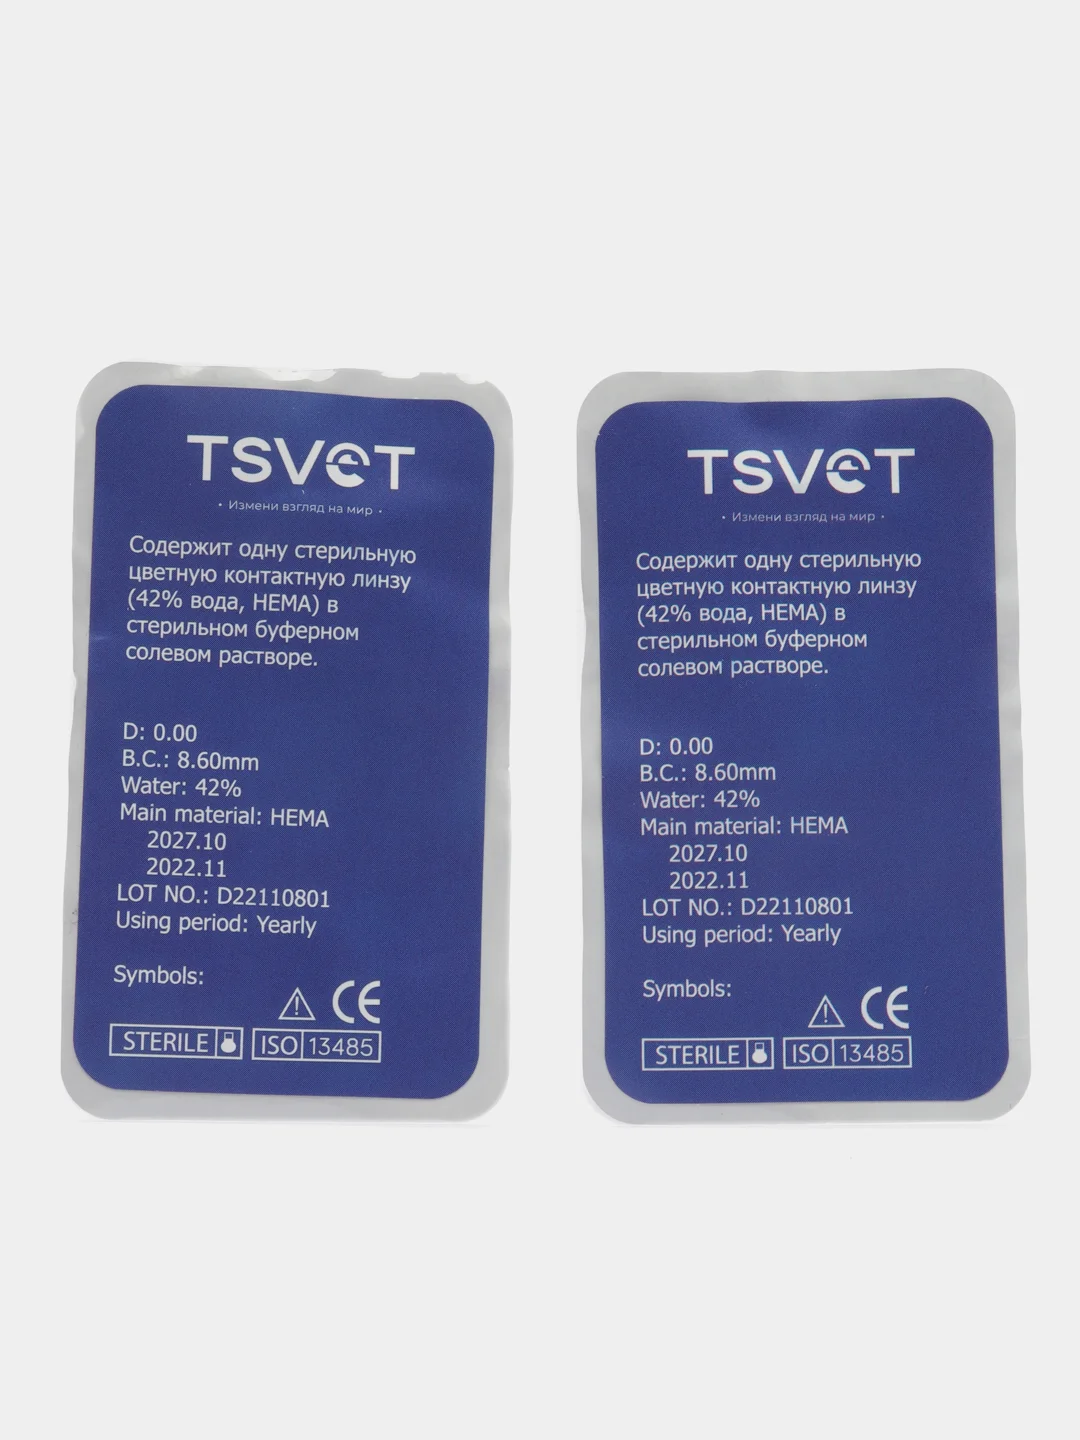 TSVET
• Измени взгляд на мир •
Содержит одну стерильную
цветную контактную линзу
(42% вода, HEMA) в
стерильном буферном
солевом растворе.
D: 0.00
B.C.: 8.60mm
Water: 42%
Main material: HEMA
2027.10
2022.11
LOT NO.: D22110801
Using period: Yearly
Symbols:
CE
STERILE ISO 13485
TSVET
• Измени взгляд на мир •
Содержит одну стерильную
цветную контактную линзу
(42% вода, HEMA) в
стерильном буферном
солевом растворе.
D: 0.00
B.C.: 8.60mm
Water: 42%
Main material: HEMA
2027.10
2022.11
LOT NO.: D22110801
Using period: Yearly
Symbols:
CE
STERILE ISO 13485